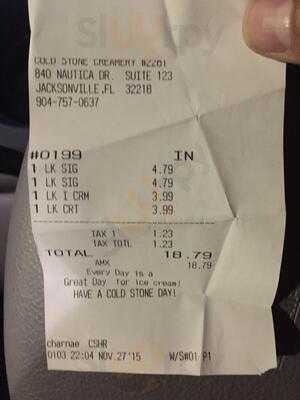 COLD STONE CREAMERY #2261
840 NAUTICA DR. SUITE 123
JACKSONVILLE,FL 32218
904-757-0637
#0199 IN
1 LK SIG 4.79
1 LK SIG 4.79
1 LK I CRM 3.99
1 LK CRT 3.99
TAX 1 1.23
TAX TOTL 1.23
TOTAL 18.79
AMX 18.79
Every Day is a
Great Day for ice cream!
HAVE A COLD STONE DAY!
charnae CSHR
0103 22:04 NOV.27'15 W/S#01 P1